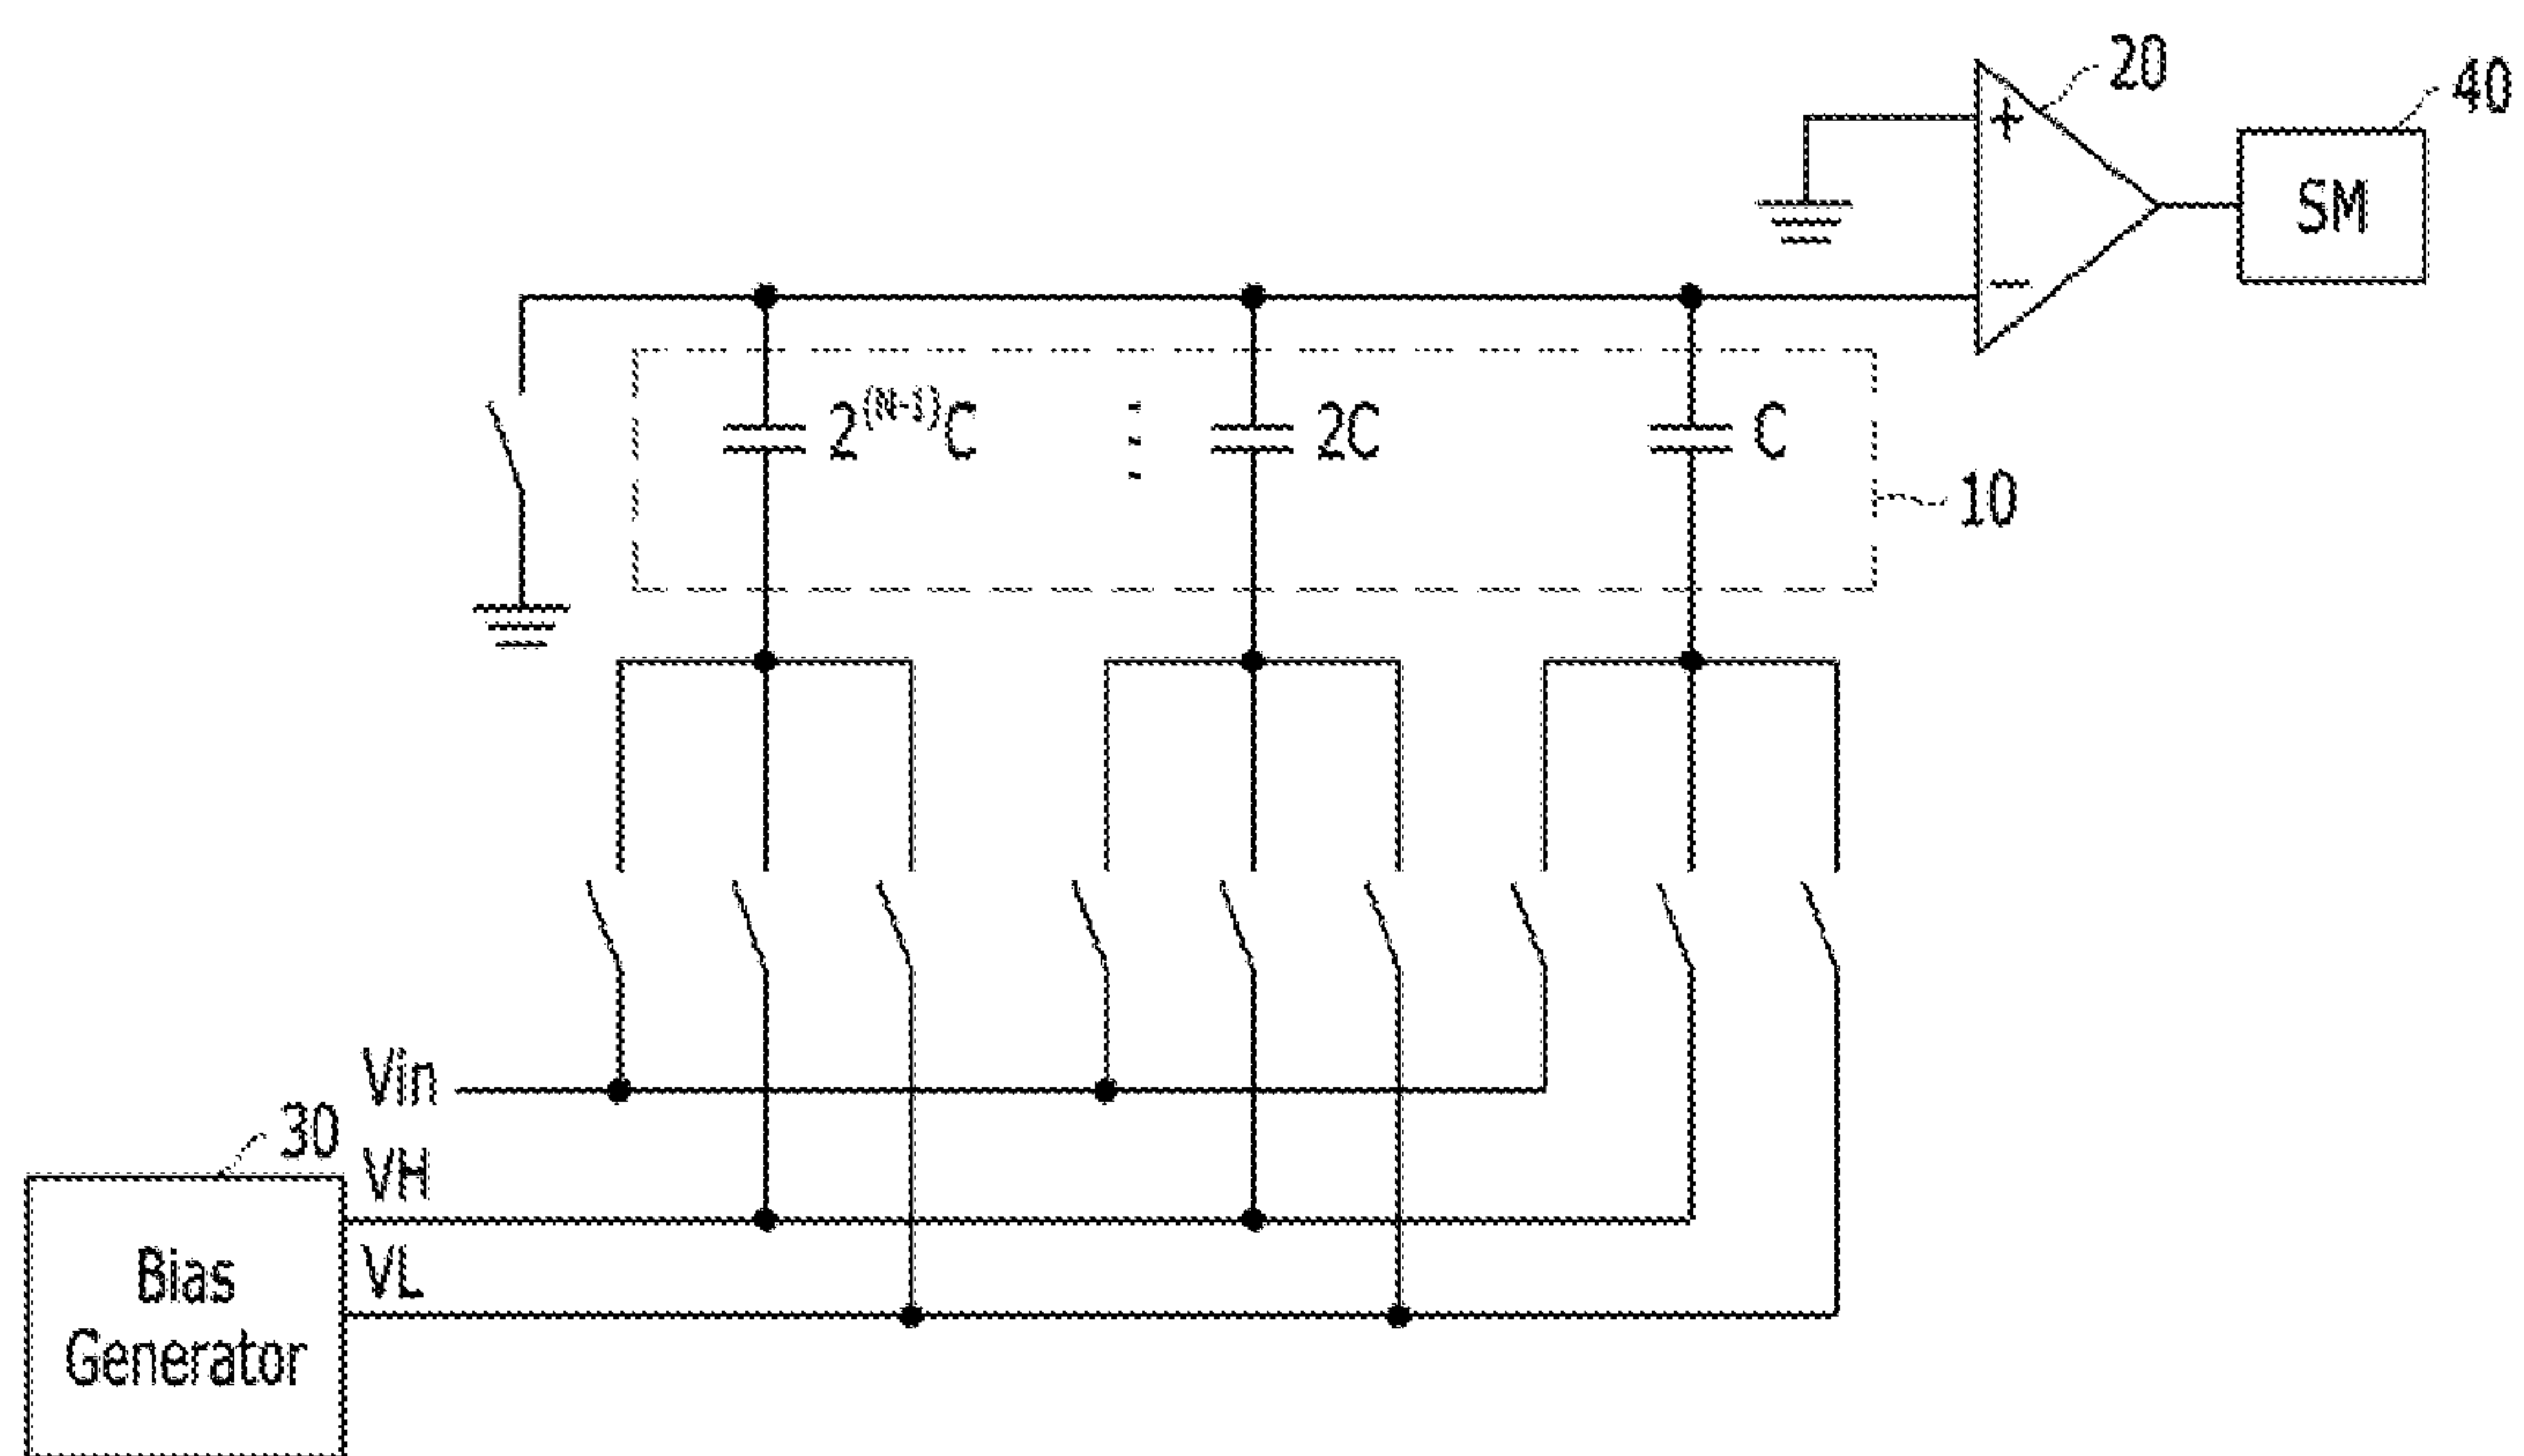 20
40
+
SM
−
2^(N-1)C
2C
C
10
Vin
30
VH
VL
Bias
Generator